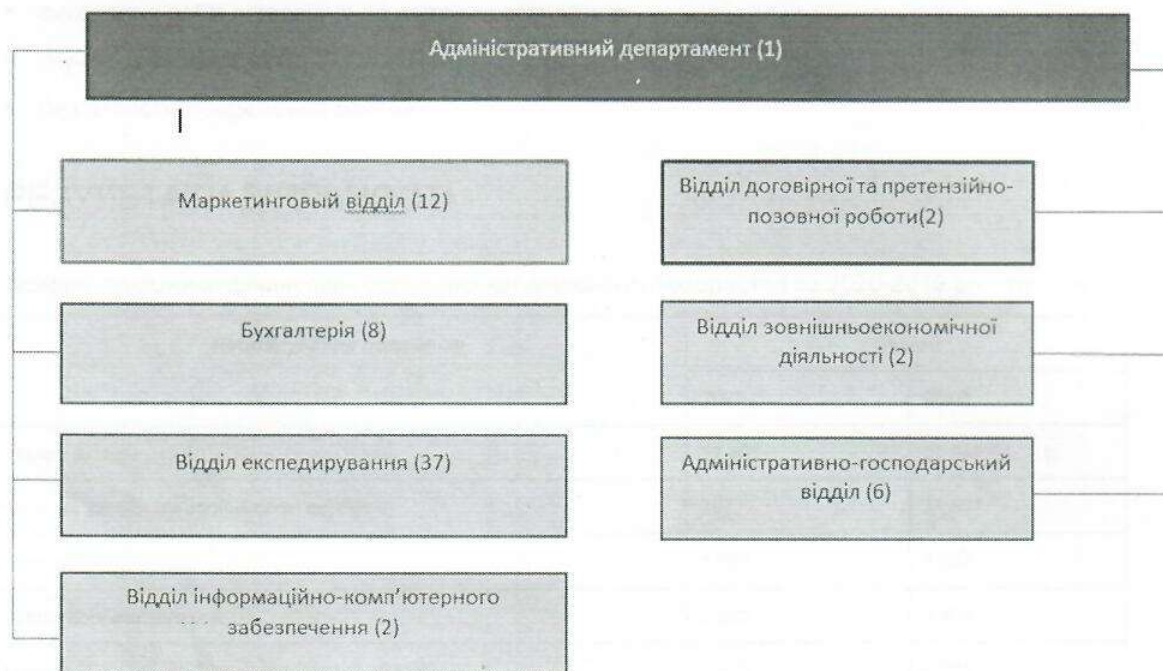 Адміністративний департамент (1)
Маркетинговый відділ (12)
Відділ договірної та претензійно-
позовної роботи(2)
Бухгалтерія (8)
Відділ зовнішньоекономічної
діяльності (2)
Відділ експедирування (37)
Адміністративно-господарський
відділ (6)
Відділ інформаційно-комп'ютерного
забезпечення (2)